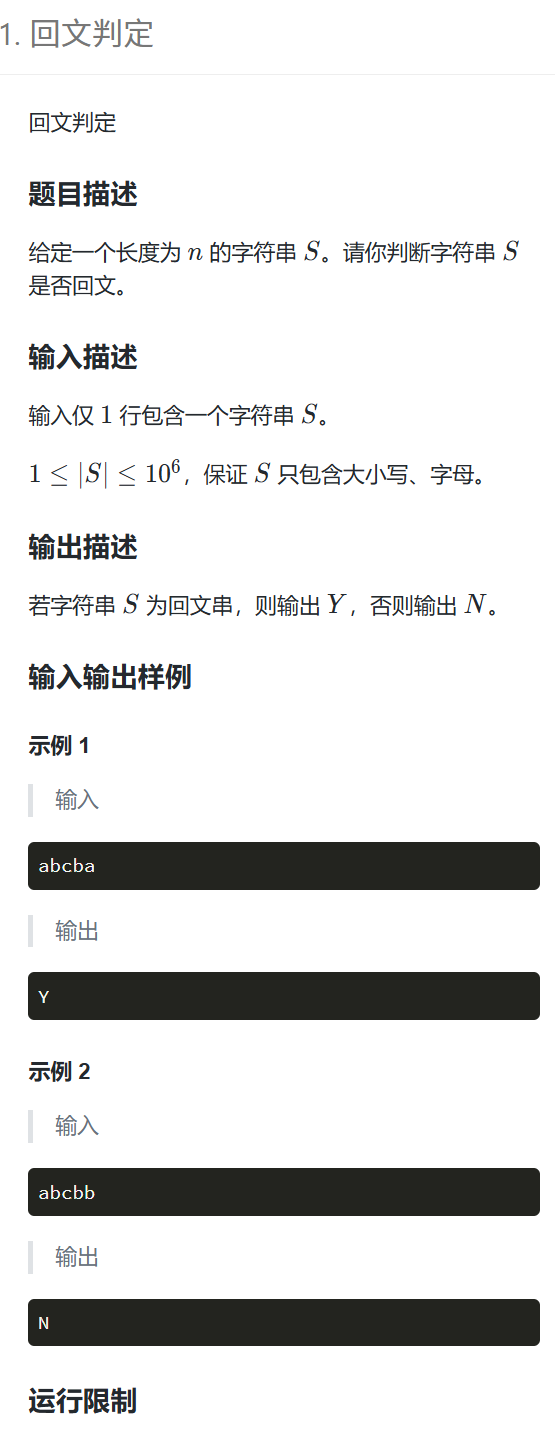 1. 回文判定
回文判定
题目描述
给定一个长度为 n 的字符串 S。请你判断字符串 S
是否回文。
输入描述
输入仅 1 行包含一个字符串 S。
1 ≤ |S| ≤ 10⁶，保证 S 只包含大小写、字母。
输出描述
若字符串 S 为回文串，则输出 Y，否则输出 N。
输入输出样例
示例 1
输入
abcba
输出
Y
示例 2
输入
abcbb
输出
N
运行限制